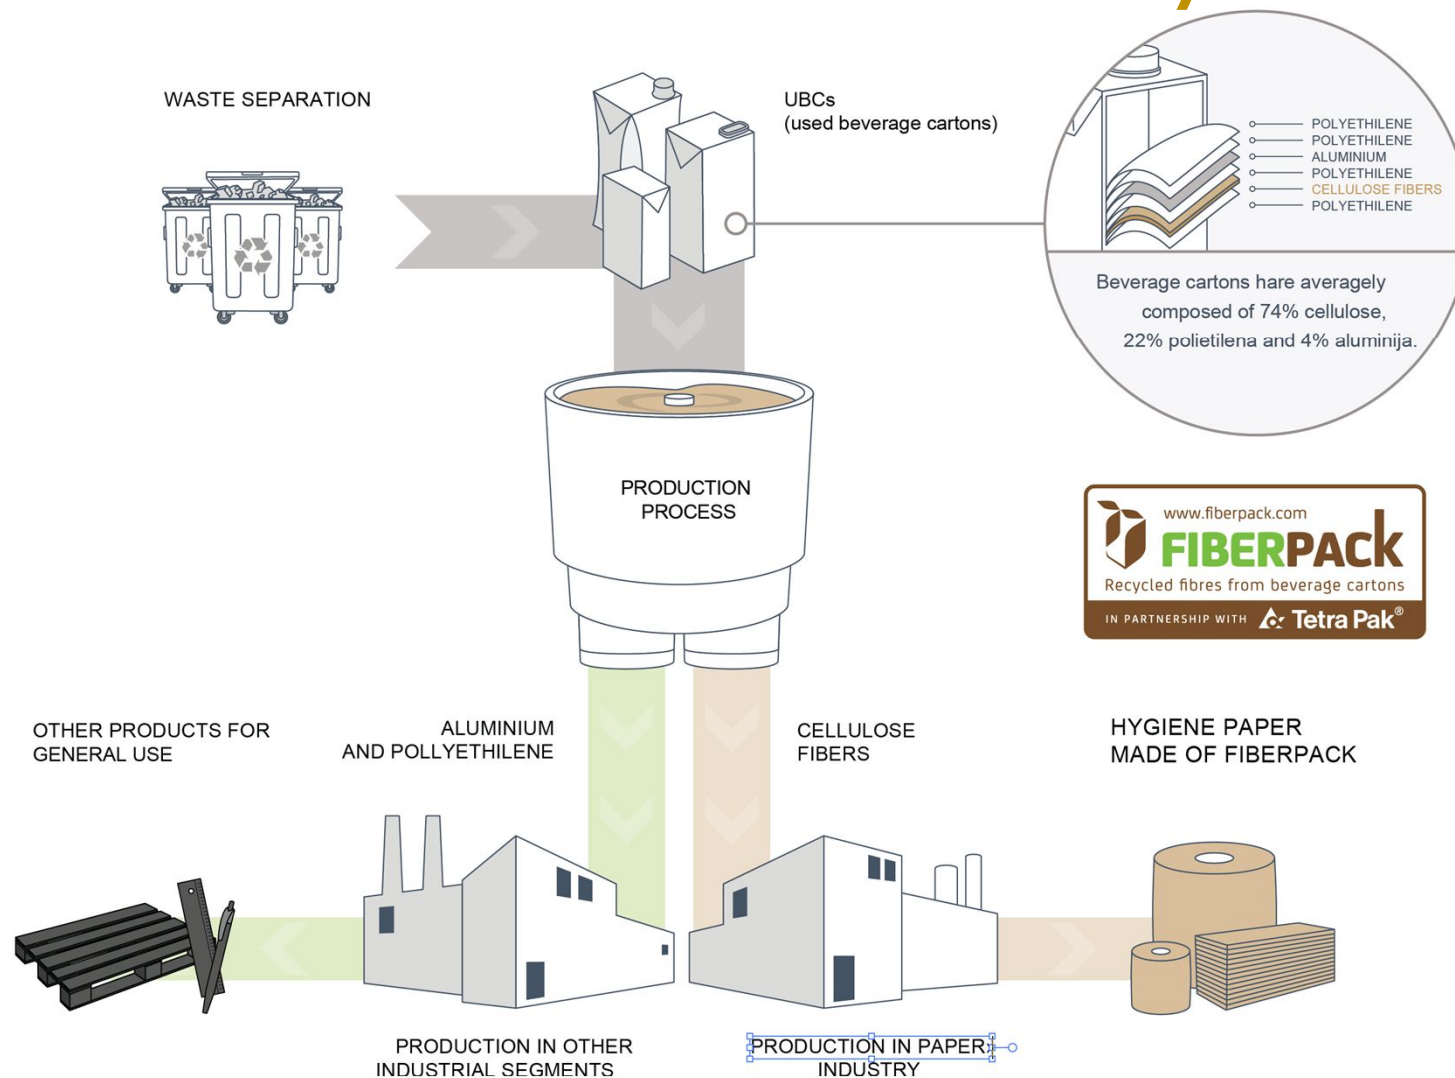 WASTE SEPARATION
UBCs
(used beverage cartons)
POLYETHILENE
POLYETHILENE
ALUMINIUM
POLYETHILENE
CELLULOSE FIBERS
POLYETHILENE
Beverage cartons hare averagely
composed of 74% cellulose,
22% polietilena and 4% aluminija.
PRODUCTION
PROCESS
www.fiberpack.com
FIBERPACK
Recycled fibres from beverage cartons
IN PARTNERSHIP WITH Tetra Pak®
OTHER PRODUCTS FOR
GENERAL USE
ALUMINIUM
AND POLLYETHILENE
CELLULOSE
FIBERS
HYGIENE PAPER
MADE OF FIBERPACK
PRODUCTION IN OTHER
INDUSTRIAL SEGMENTS
PRODUCTION IN PAPER
INDUSTRY